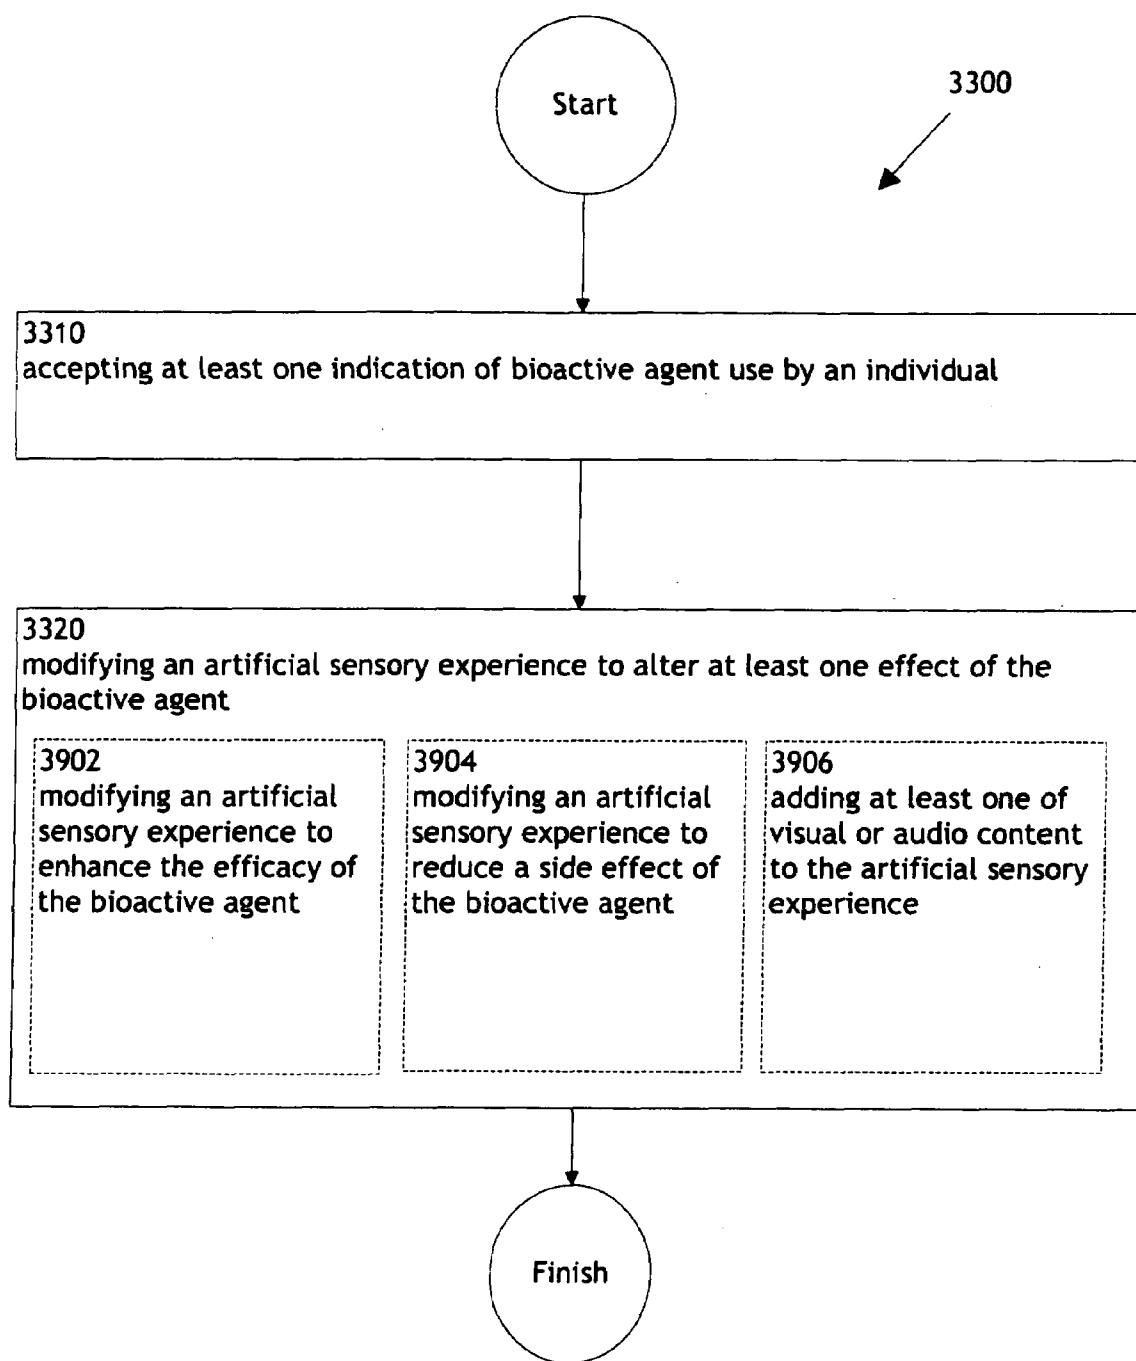 Start
3300
3310
accepting at least one indication of bioactive agent use by an individual
3320
modifying an artificial sensory experience to alter at least one effect of the
bioactive agent
3902
modifying an artificial
sensory experience to
enhance the efficacy of
the bioactive agent
3904
modifying an artificial
sensory experience to
reduce a side effect of
the bioactive agent
3906
adding at least one of
visual or audio content
to the artificial sensory
experience
Finish